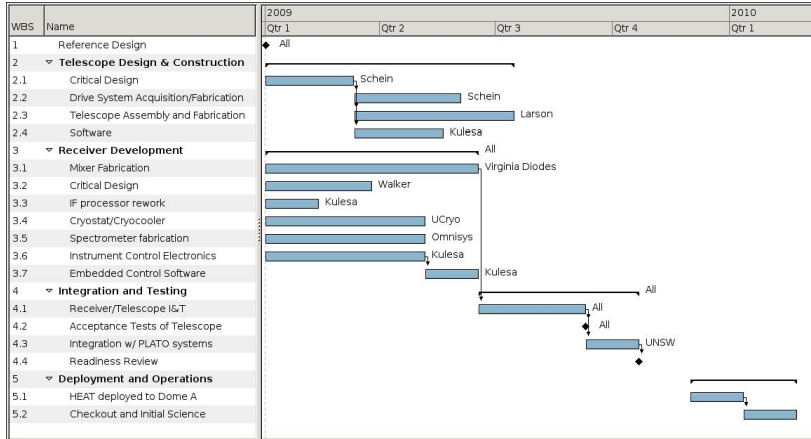 2009 2010
WBS Name Qtr 1 Qtr 2 Qtr 3 Qtr 4 Qtr 1
1 Reference Design All
2 Telescope Design & Construction
2.1 Critical Design Schein
2.2 Drive System Acquisition/Fabrication Schein
2.3 Telescope Assembly and Fabrication Larson
2.4 Software Kulesa
3 Receiver Development All
3.1 Mixer Fabrication Virginia Diodes
3.2 Critical Design Walker
3.3 IF processor rework Kulesa
3.4 Cryostat/Cryocooler UCryo
3.5 Spectrometer fabrication Omnisys
3.6 Instrument Control Electronics Kulesa
3.7 Embedded Control Software Kulesa
4 Integration and Testing All
4.1 Receiver/Telescope I&T All
4.2 Acceptance Tests of Telescope All
4.3 Integration w/ PLATO systems UNSW
4.4 Readiness Review
5 Deployment and Operations
5.1 HEAT deployed to Dome A
5.2 Checkout and Initial Science